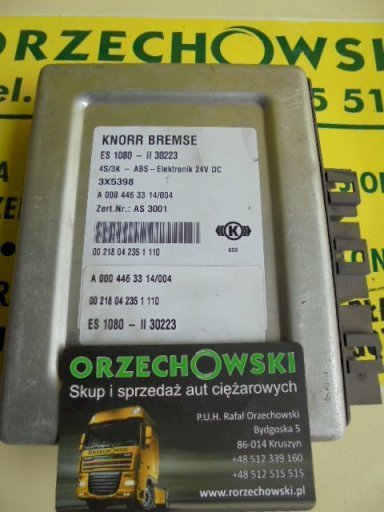 ORZECHOWSKI
el.
5 51
KNORR BREMSE
ES 1080 - II 30223
4S/3K - ABS - Elektronik 24V DC
3X5398
A 000 446 33 14/004
Zert.Nr.: AS 3001
K
00 218 04 235 1 110
A 000 446 33 14/004
00 218 04 235 1 110
ES 1080 - II 30223
ORZECHOWSKI
Skup i sprzedaż aut ciężarowych
P.U.H. Rafał Orzechowski
Bydgoska 5
86-014 Kruszyn
+48 512 339 160
+48 512 515 515
www.rorzechowski.pl